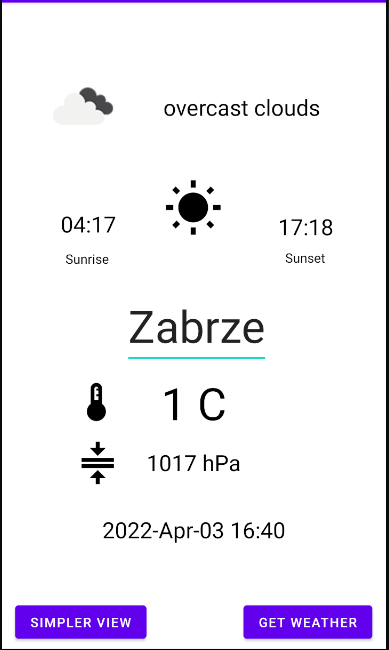 overcast clouds
04:17
17:18
Sunrise
Sunset
Zabrze
1 C
1017 hPa
2022-Apr-03 16:40
SIMPLER VIEW
GET WEATHER